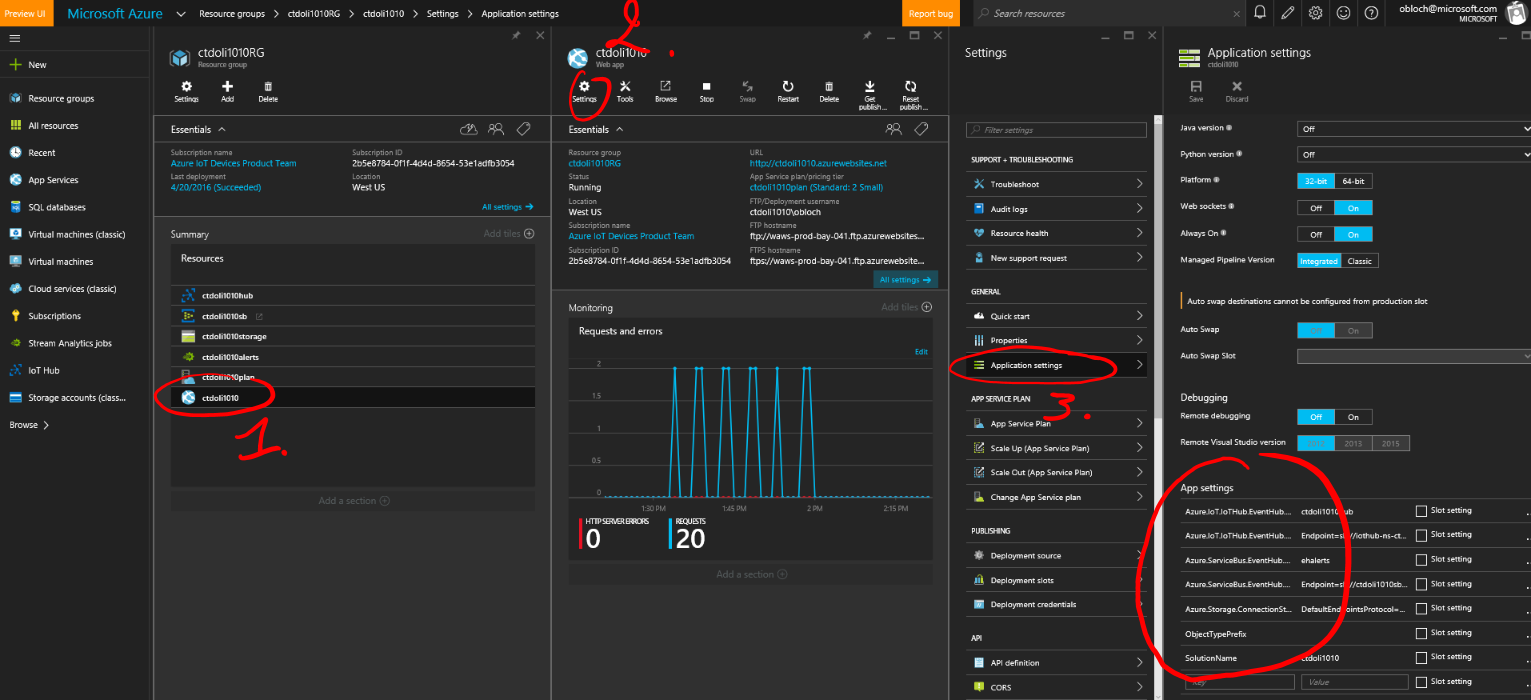 Preview UI
Microsoft Azure
Resource groups > ctdoli1010RG > ctdoli1010 > Settings > Application settings
Report bug
Search resources
obloch@microsoft.com
MICROSOFT
New
Resource groups
All resources
Recent
App Services
SQL databases
Virtual machines (classic)
Virtual machines
Cloud services (classic)
Subscriptions
Stream Analytics jobs
IoT Hub
Storage accounts (class...
Browse >
ctdoli1010RG
Resource group
Settings
Add
Delete
Essentials
Subscription name
Azure IoT Devices Product Team
Last deployment
4/20/2016 (Succeeded)
Subscription ID
2b5e8784-0f1f-4d4d-8654-53e1adfb3054
Location
West US
All settings →
Summary
Add tiles
Resources
ctdoli1010hub
ctdoli1010sb
ctdoli1010storage
ctdoli1010alerts
ctdoli1010plan
ctdoli1010
1.
Add a section
2.
ctdoli1010
Web app
Settings
Tools
Browse
Stop
Swap
Restart
Delete
Get publish...
Reset publish...
Essentials
Resource group
ctdoli1010RG
Status
Running
Location
West US
Subscription name
Azure IoT Devices Product Team
Subscription ID
2b5e8784-0f1f-4d4d-8654-53e1adfb3054
URL
http://ctdoli1010.azurewebsites.net
App Service plan/pricing tier
ctdoli1010plan (Standard: 2 Small)
FTP/Deployment username
ctdoli1010\obloch
FTP hostname
ftp://waws-prod-bay-041.ftp.azurewebsites...
FTPS hostname
ftps://waws-prod-bay-041.ftp.azurewebsite...
All settings →
Monitoring
Add tiles
Requests and errors
Edit
2
1.5
1
0.5
0
1:30 PM
1:45 PM
2 PM
2:15 PM
HTTP SERVER ERRORS
0
REQUESTS
20
Add a section
Settings
Filter settings
SUPPORT + TROUBLESHOOTING
Troubleshoot
Audit logs
Resource health
New support request
GENERAL
Quick start
Properties
Application settings
3.
APP SERVICE PLAN
App Service Plan
Scale Up (App Service Plan)
Scale Out (App Service Plan)
Change App Service plan
PUBLISHING
Deployment source
Deployment slots
Deployment credentials
API
API definition
CORS
Application settings
ctdoli1010
Save
Discard
Java version Off
Python version Off
Platform 32-bit 64-bit
Web sockets Off On
Always On Off On
Managed Pipeline Version Integrated Classic
Auto swap destinations cannot be configured from production slot
Auto Swap Off On
Auto Swap Slot
Debugging
Remote debugging Off On
Remote Visual Studio version 2012 2013 2015
App settings
Azure.IoT.IoTHub.EventHub... ctdoli1010hub Slot setting
Azure.IoT.IoTHub.EventHub... Endpoint=sb://iothub-ns-ct... Slot setting
Azure.ServiceBus.EventHub... ehalerts Slot setting
Azure.ServiceBus.EventHub... Endpoint=sb://ctdoli1010sb... Slot setting
Azure.Storage.ConnectionSt... DefaultEndpointsProtocol=... Slot setting
ObjectTypePrefix Slot setting
SolutionName ctdoli1010 Slot setting
Key Value Slot setting